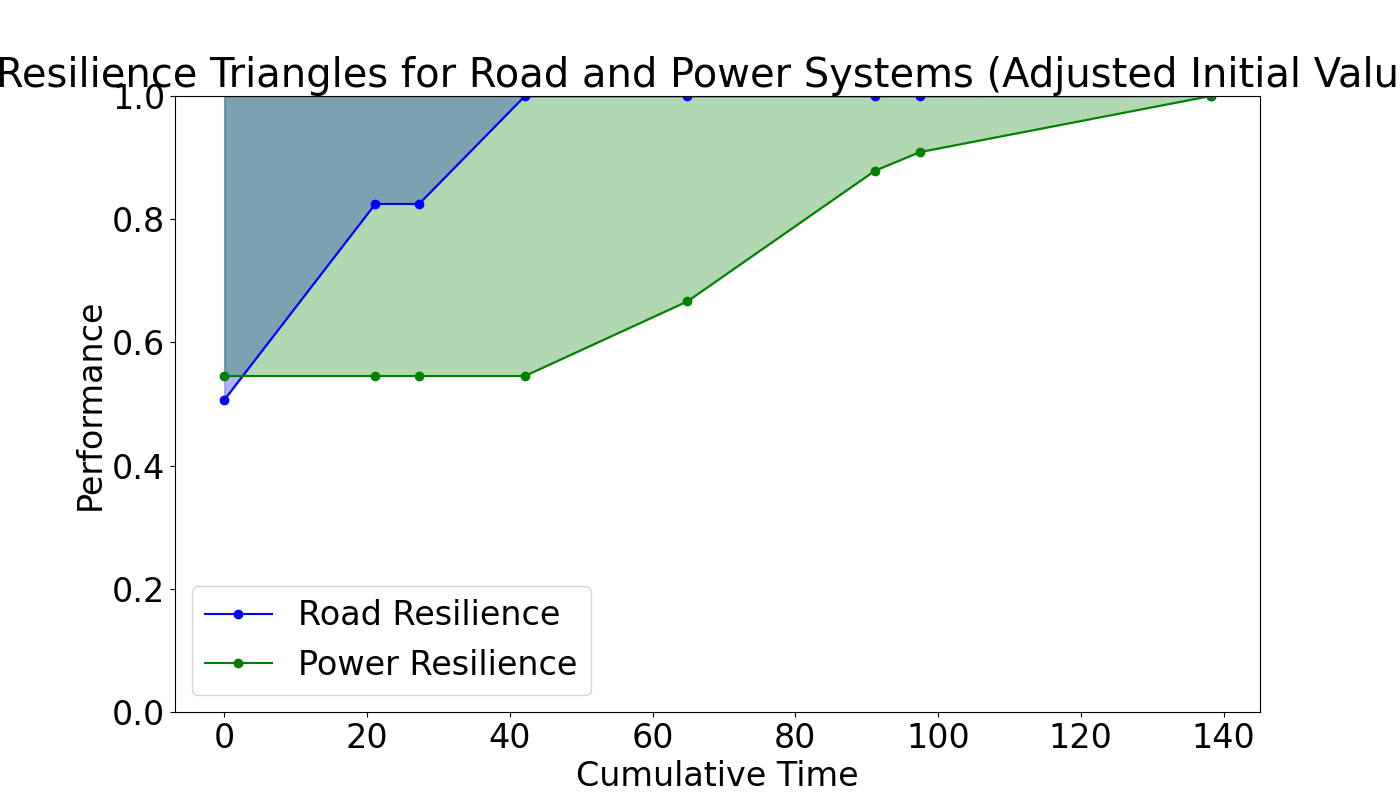 Resilience Triangles for Road and Power Systems (Adjusted Initial
1.0
0.8
0.6
0.4
0.2
0.0
Performance
Road Resilience
Power Resilience
0 20 40 60 80 100 120 140
Cumulative Time